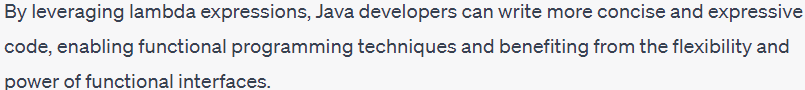 By leveraging lambda expressions, Java developers can write more concise and expressive
code, enabling functional programming techniques and benefiting from the flexibility and
power of functional interfaces.